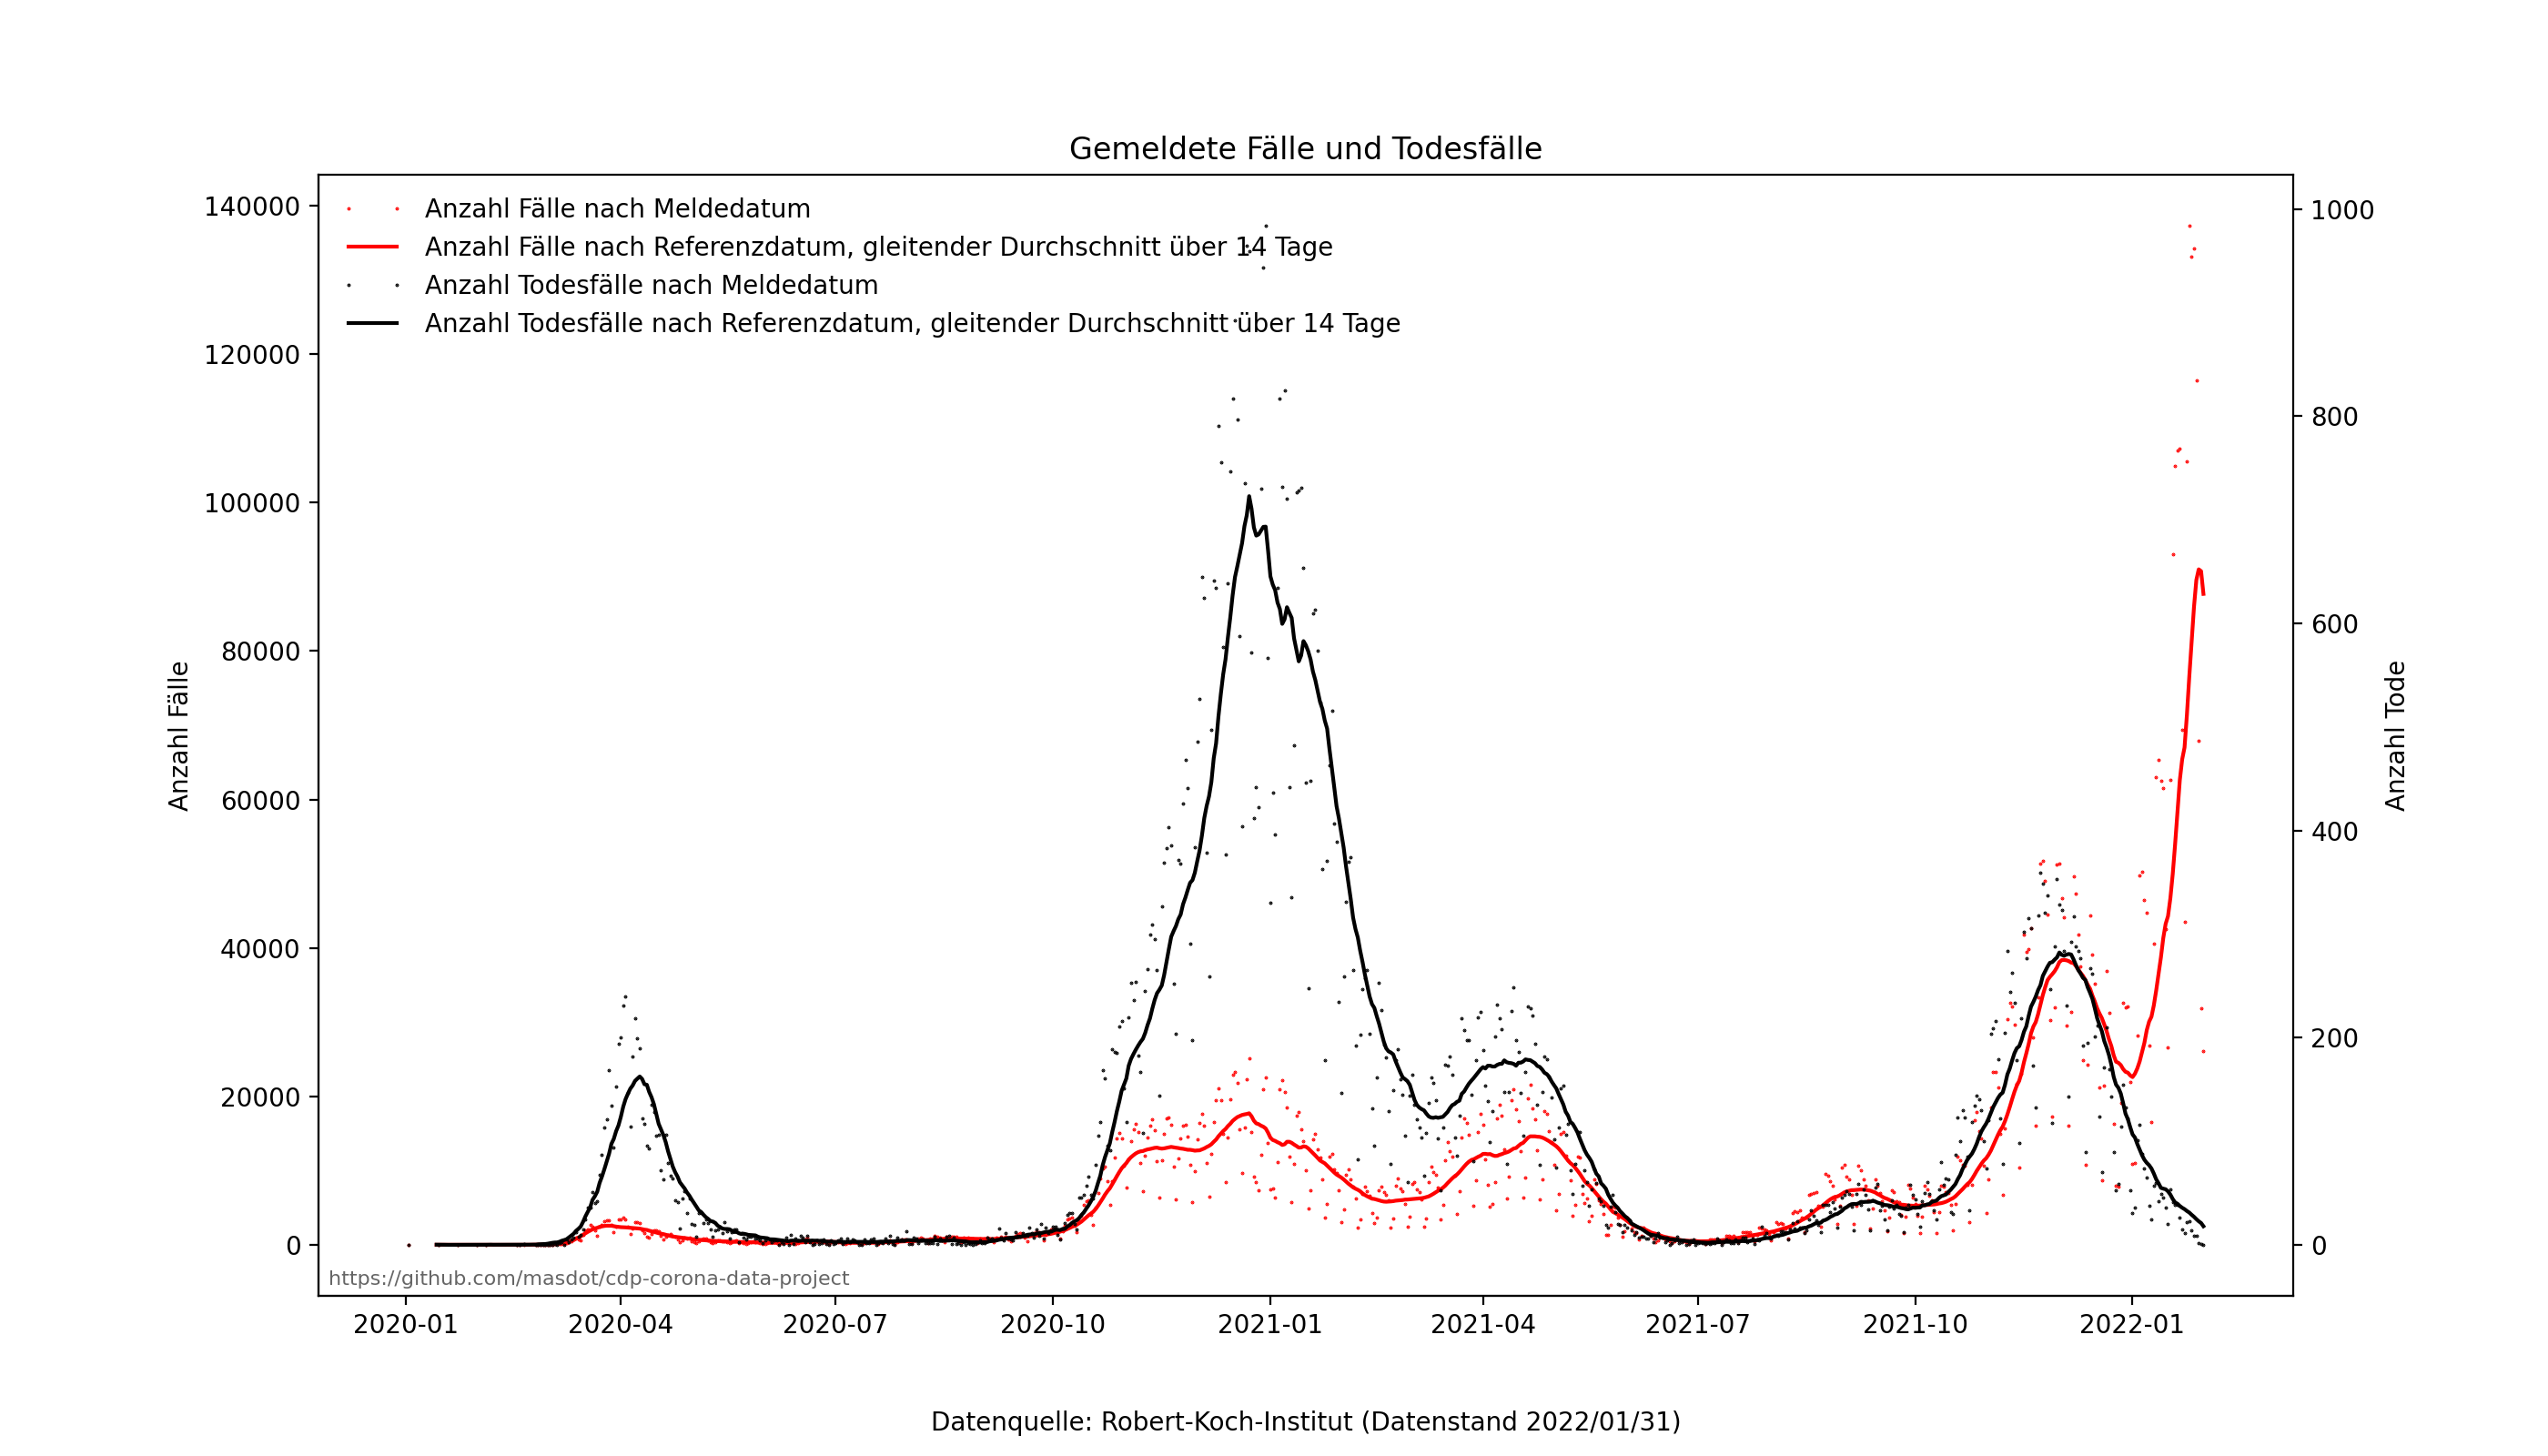 Gemeldete Fälle und Todesfälle
Anzahl Fälle nach Meldedatum
Anzahl Fälle nach Referenzdatum, gleitender Durchschnitt über 14 Tage
Anzahl Todesfälle nach Meldedatum
Anzahl Todesfälle nach Referenzdatum, gleitender Durchschnitt über 14 Tage
140000
120000
100000
80000
60000
40000
20000
0
Anzahl Fälle
1000
800
600
400
200
0
Anzahl Tode
https://github.com/masdot/cdp-corona-data-project
2020-01 2020-04 2020-07 2020-10 2021-01 2021-04 2021-07 2021-10 2022-01
Datenquelle: Robert-Koch-Institut (Datenstand 2022/01/31)